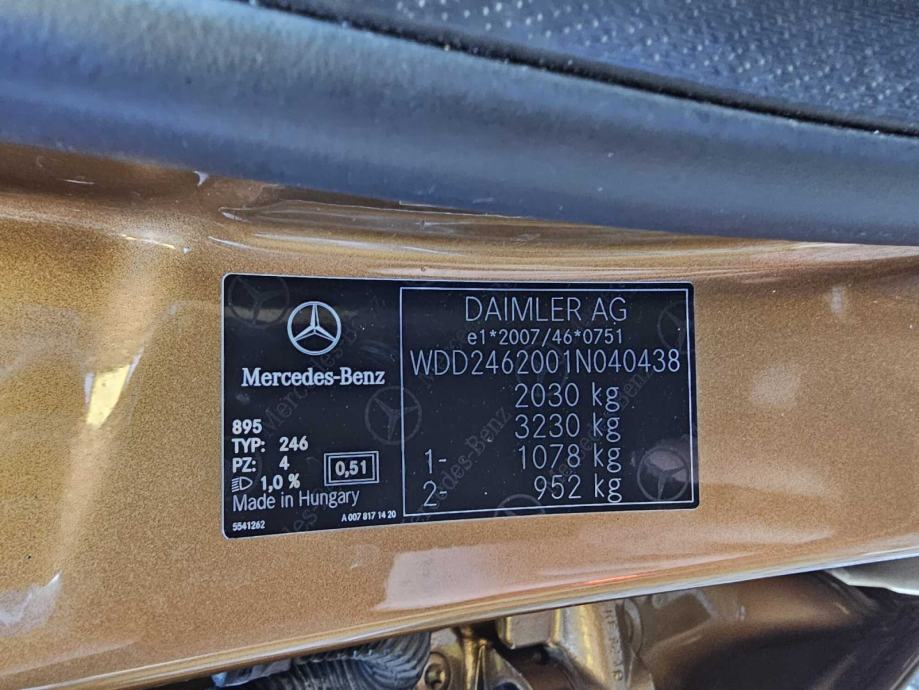 Mercedes-Benz
895
TYP: 246
PZ: 4
1,0 %
0,51
Made in Hungary
5541262
A 007 817 14 20
DAIMLER AG
e1*2007/46*0751
WDD2462001N040438
2030 kg
3230 kg
1- 1078 kg
2- 952 kg